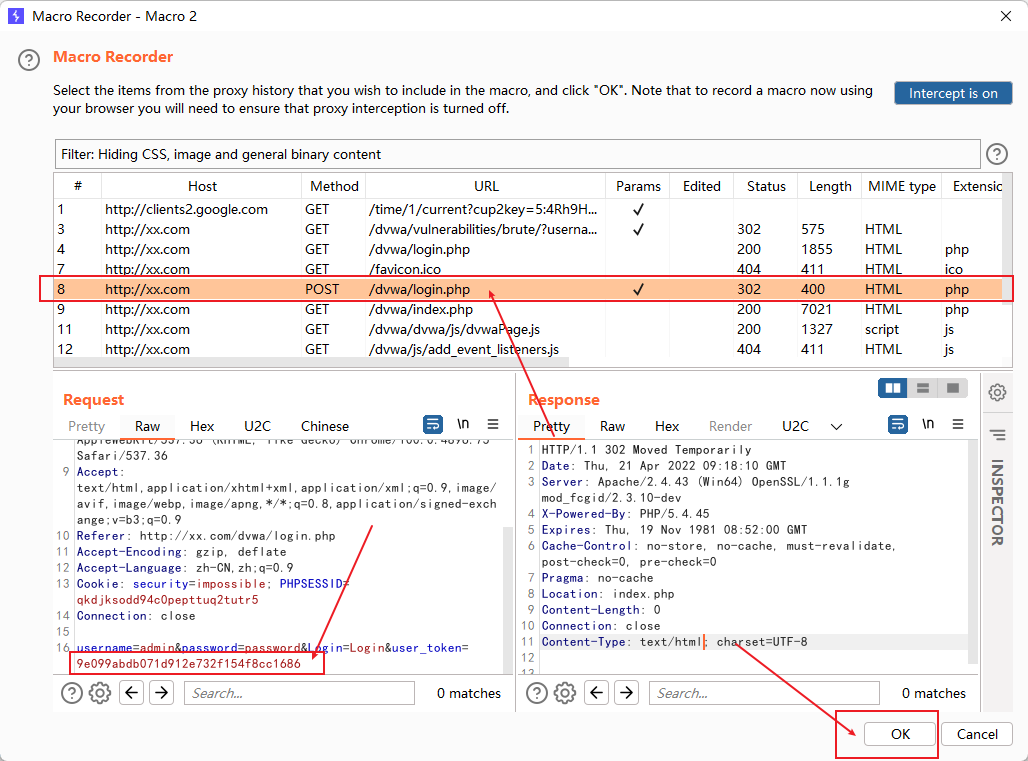 Macro Recorder - Macro 2
Macro Recorder
Select the items from the proxy history that you wish to include in the macro, and click "OK". Note that to record a macro now using
your browser you will need to ensure that proxy interception is turned off.
Intercept is on
Filter: Hiding CSS, image and general binary content
# Host Method URL Params Edited Status Length MIME type Extensio
1 http://clients2.google.com GET /time/1/current?cup2key=5:4Rh9H... ✓
3 http://xx.com GET /dvwa/vulnerabilities/brute/?userna... ✓ 302 575 HTML
4 http://xx.com GET /dvwa/login.php 200 1855 HTML php
7 http://xx.com GET /favicon.ico 404 411 HTML ico
8 http://xx.com POST /dvwa/login.php ✓ 302 400 HTML php
9 http://xx.com GET /dvwa/index.php 200 7021 HTML php
11 http://xx.com GET /dvwa/dvwa/js/dvwaPage.js 200 1327 script js
12 http://xx.com GET /dvwa/js/add_event_listeners.js 404 411 HTML js
Request
Pretty Raw Hex U2C Chinese \n
AppleWebKit/537.36 (KHTML, like Gecko) Chrome/100.0.4896.75
Safari/537.36
9 Accept:
text/html,application/xhtml+xml,application/xml;q=0.9,image/
avif,image/webp,image/apng,*/*;q=0.8,application/signed-exch
ange;v=b3;q=0.9
10 Referer: http://xx.com/dvwa/login.php
11 Accept-Encoding: gzip, deflate
12 Accept-Language: zh-CN,zh;q=0.9
13 Cookie: security=impossible; PHPSESSID=
qkdjksodd94c0pepttuq2tutr5
14 Connection: close
15
16 username=admin&password=password&Login=Login&user_token=
9e099abdb071d912e732f154f8cc1686
Search... 0 matches
Response
Pretty Raw Hex Render U2C \n
1 HTTP/1.1 302 Moved Temporarily
2 Date: Thu, 21 Apr 2022 09:18:10 GMT
3 Server: Apache/2.4.43 (Win64) OpenSSL/1.1.1g
mod_fcgid/2.3.10-dev
4 X-Powered-By: PHP/5.4.45
5 Expires: Thu, 19 Nov 1981 08:52:00 GMT
6 Cache-Control: no-store, no-cache, must-revalidate,
post-check=0, pre-check=0
7 Pragma: no-cache
8 Location: index.php
9 Content-Length: 0
10 Connection: close
11 Content-Type: text/html; charset=UTF-8
12
13
Search... 0 matches
INSPECTOR
OK
Cancel